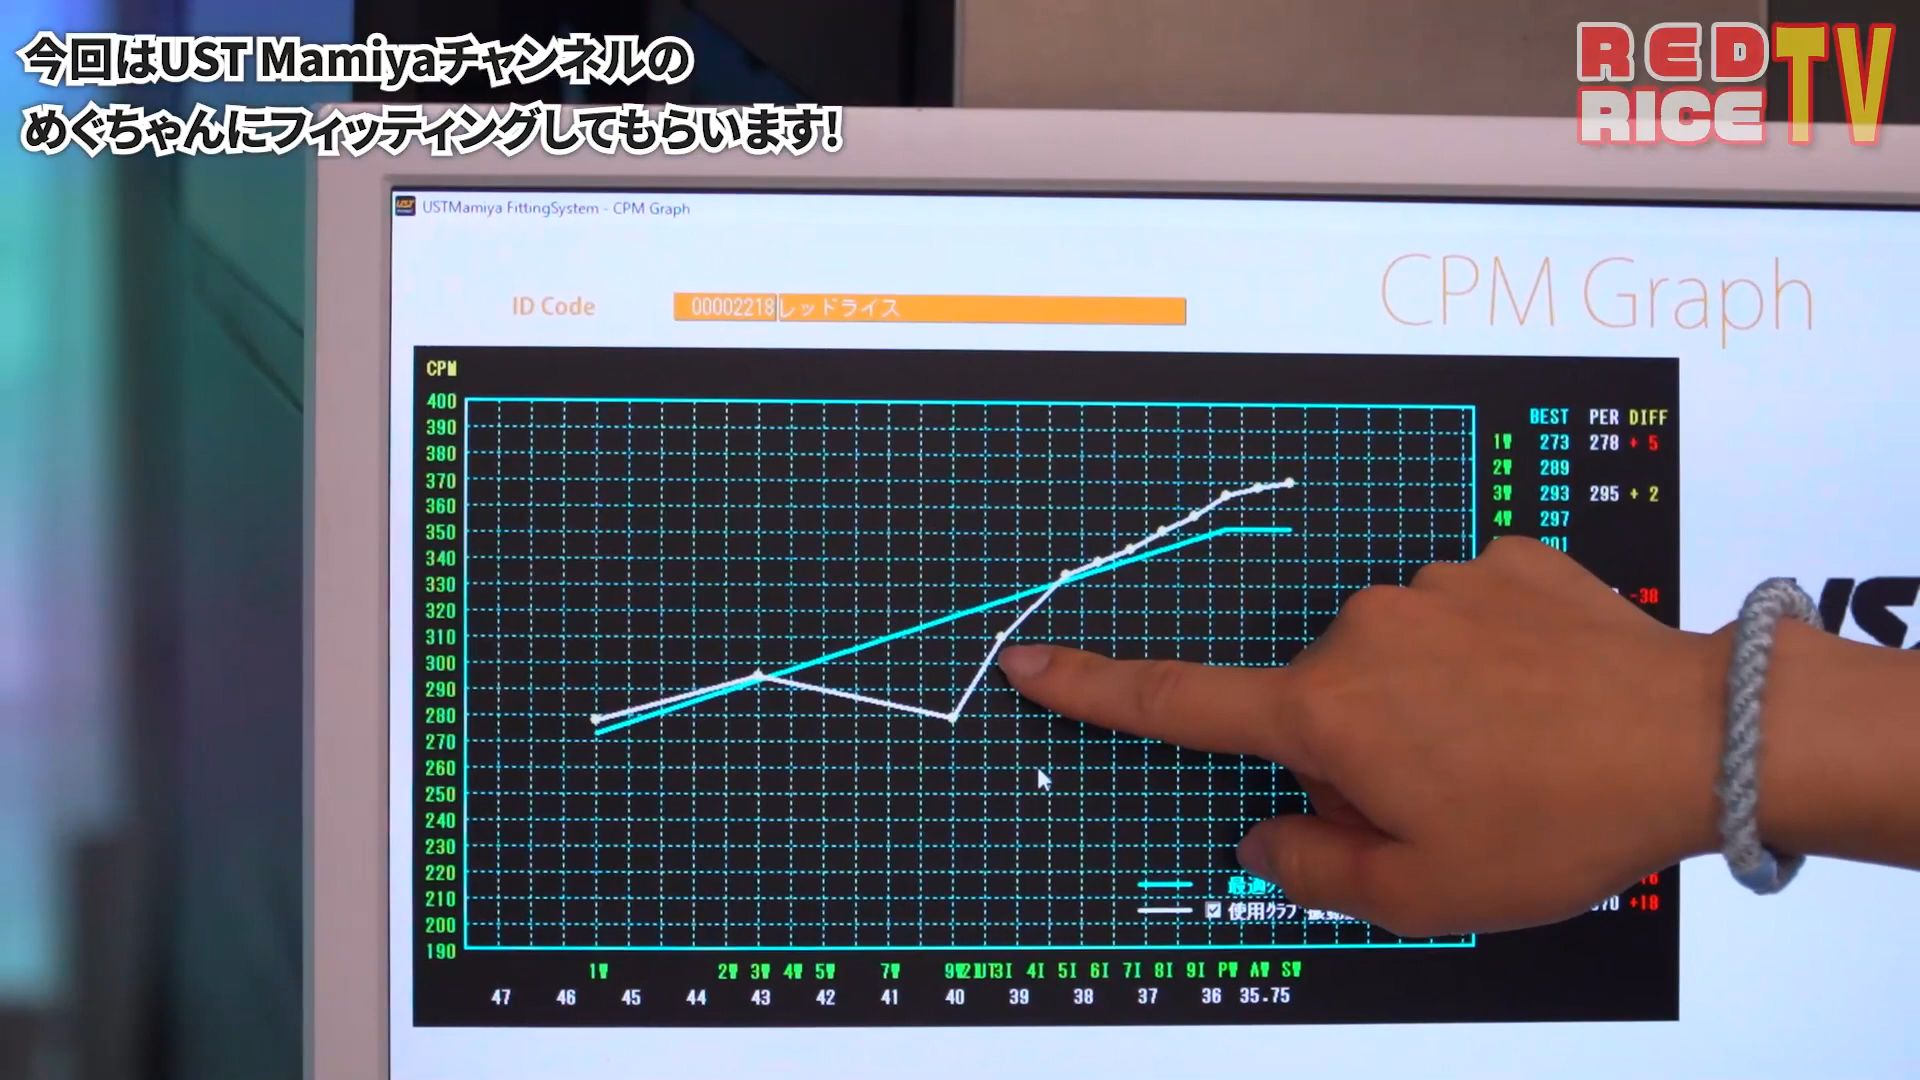 今回はUST Mamiyaチャンネルの
めぐちゃんにフィッティングしてもらいます!
RED
RICE
TV
USTMamiya FittingSystem - CPM Graph
ID Code 00002218 レッドライス
CPM Graph
CPM
400
390
380
370
360
350
340
330
320
310
300
290
280
270
260
250
240
230
220
210
200
190
BEST PER DIFF
1W 273 278 + 5
2W 289
3W 293 295 + 2
4W 297
-38
+18
最適
使用クラブ
1W 2W 3W 4W 5W 7W 9W 3I 4I 5I 6I 7I 8I 9I PW AW SW
47 46 45 44 43 42 41 40 39 38 37 36 35.75